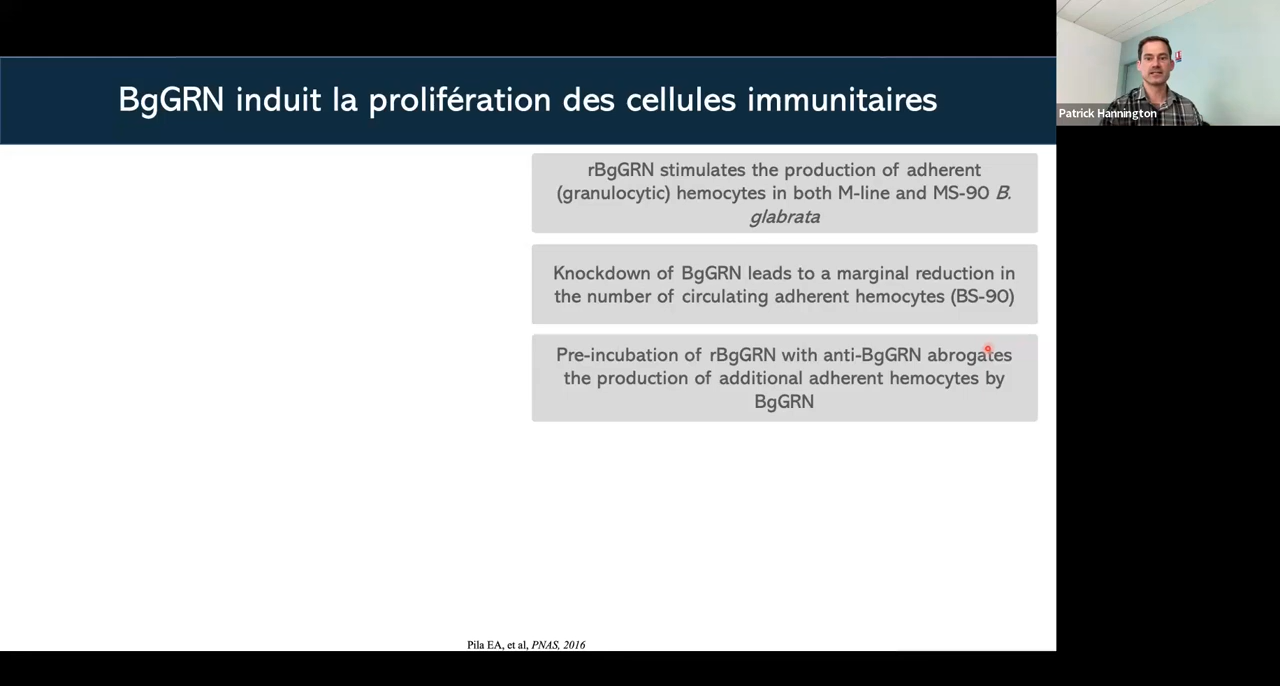 BgGRN induit la prolifération des cellules immunitaires
Patrick Hannington
rBgGRN stimulates the production of adherent
(granulocytic) hemocytes in both M-line and MS-90 B.
glabrata
Knockdown of BgGRN leads to a marginal reduction in
the number of circulating adherent hemocytes (BS-90)
Pre-incubation of rBgGRN with anti-BgGRN abrogates
the production of additional adherent hemocytes by
BgGRN
Pila EA, et al, PNAS, 2016